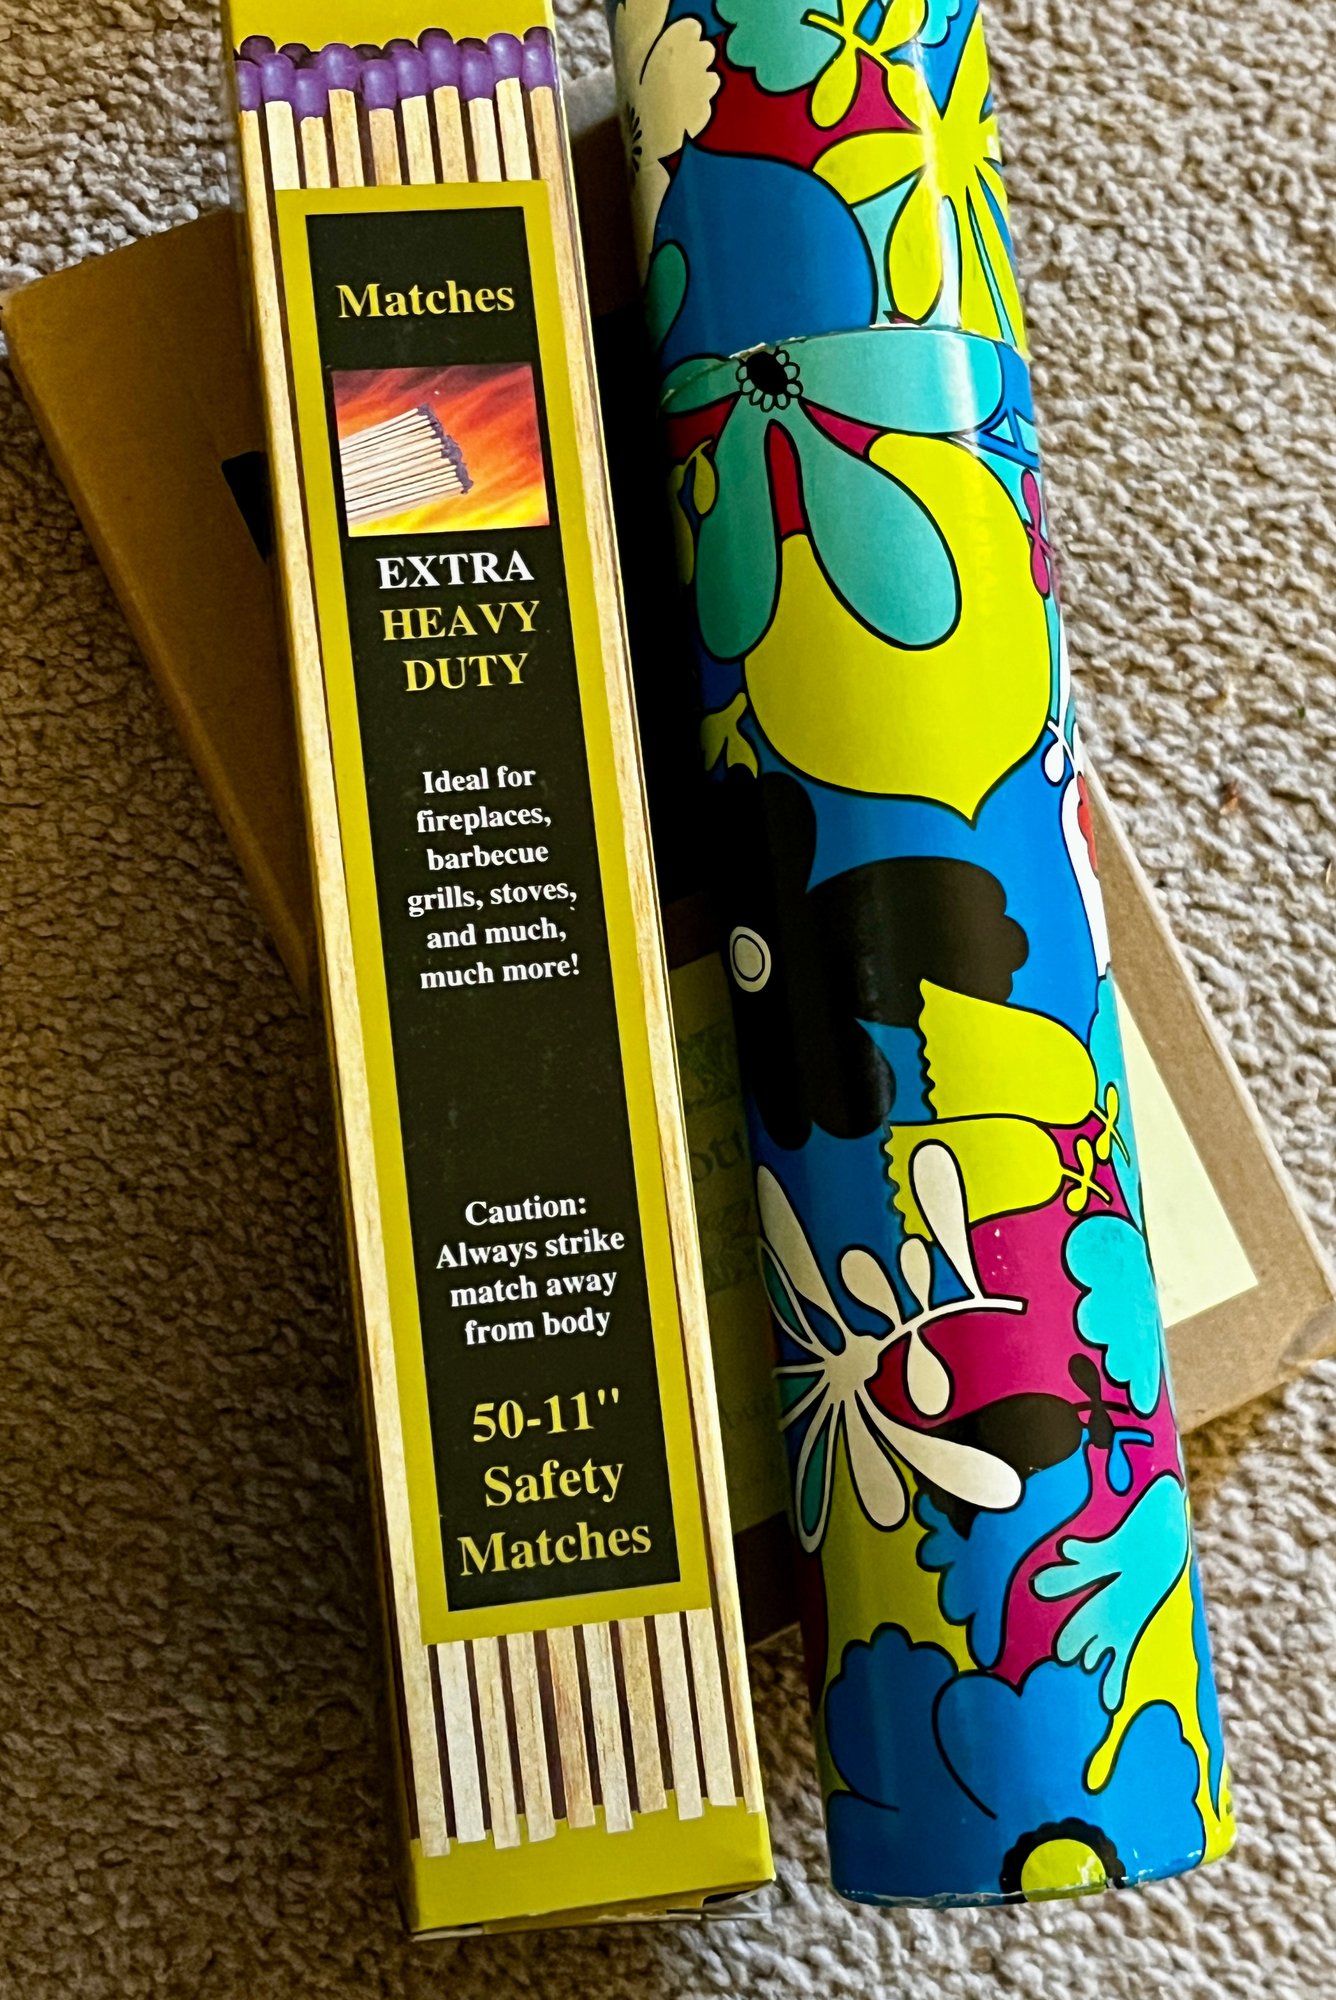 Matches
EXTRA
HEAVY
DUTY
Ideal for
fireplaces,
barbecue
grills, stoves,
and much,
much more!
Caution:
Always strike
match away
from body
50-11"
Safety
Matches